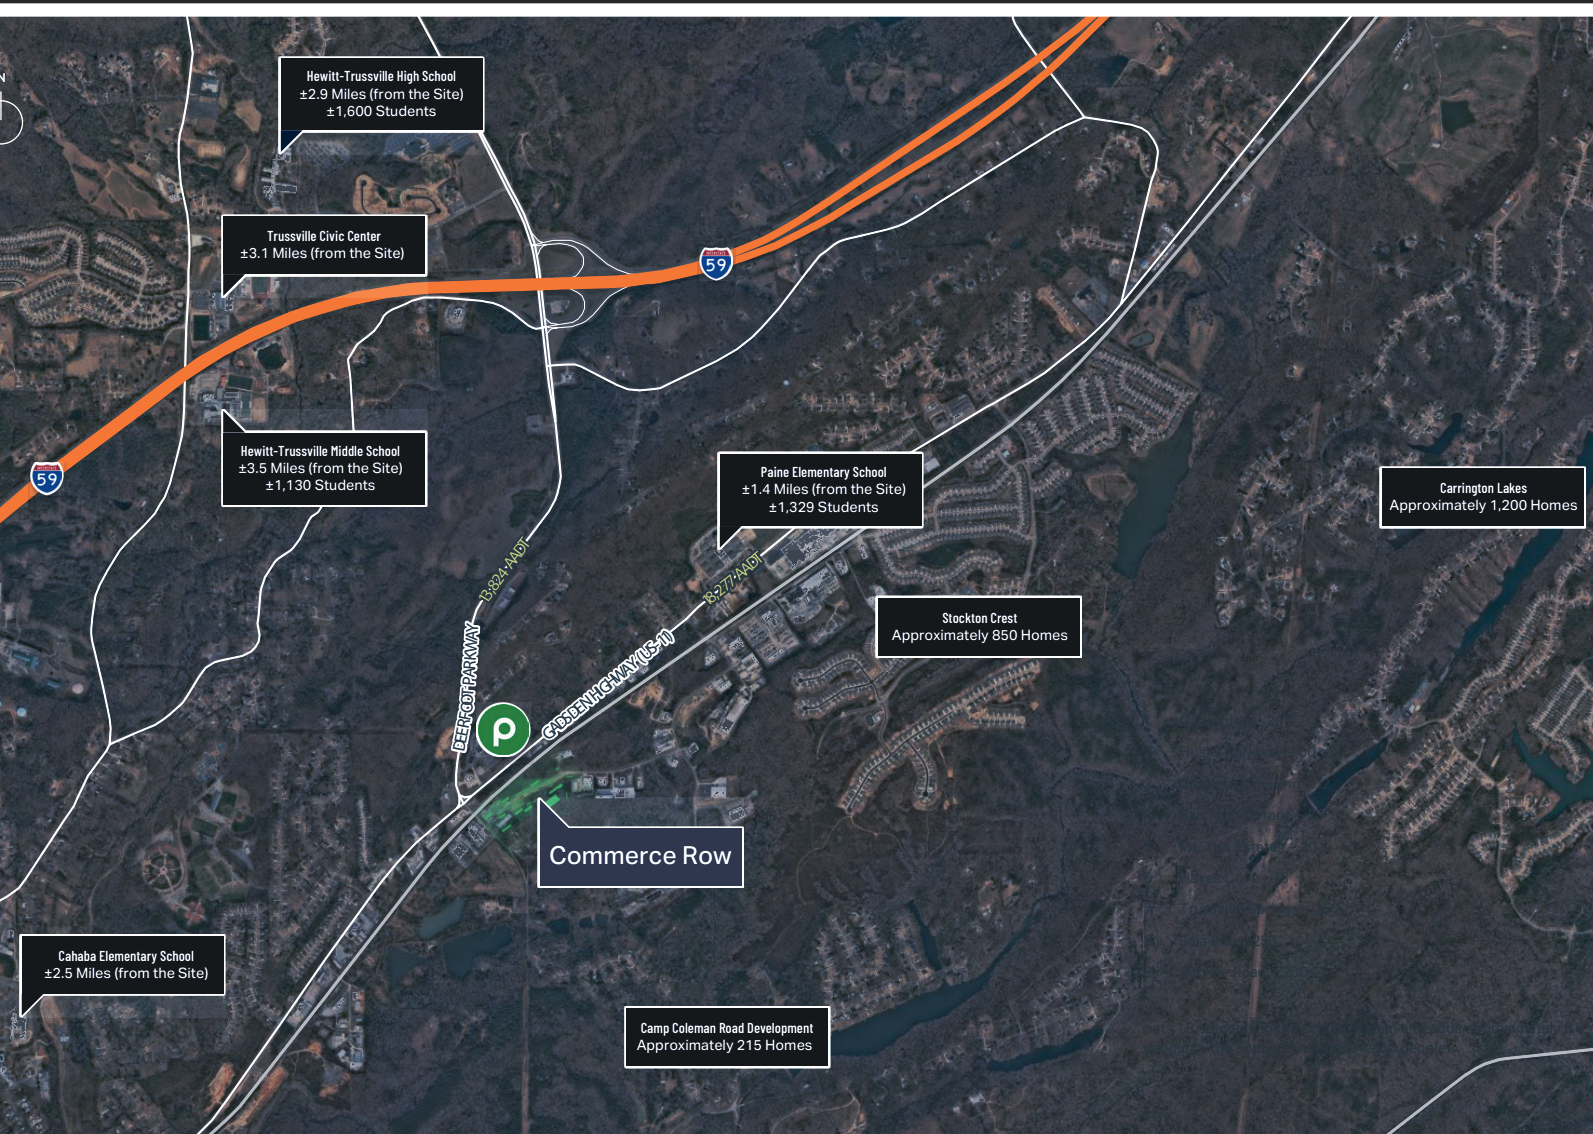 N
Hewitt-Trussville High School
±2.9 Miles (from the Site)
±1,600 Students
Trussville Civic Center
±3.1 Miles (from the Site)
59
59
Hewitt-Trussville Middle School
±3.5 Miles (from the Site)
±1,130 Students
Paine Elementary School
±1.4 Miles (from the Site)
±1,329 Students
Carrington Lakes
Approximately 1,200 Homes
13,824 AADT
18,277 AADT
Stockton Crest
Approximately 850 Homes
DEERFOOT PARKWAY
GADSDEN HIGHWAY (US-11)
p
Commerce Row
Cahaba Elementary School
±2.5 Miles (from the Site)
Camp Coleman Road Development
Approximately 215 Homes